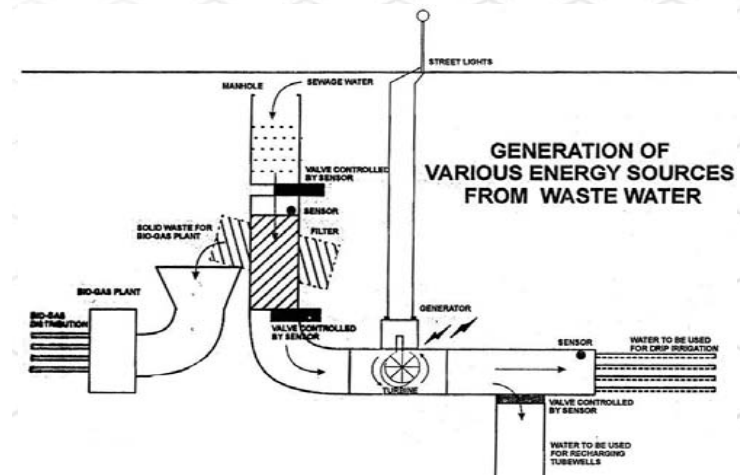 STREET LIGHTS
MANHOLE
SEWAGE WATER
GENERATION OF
VARIOUS ENERGY SOURCES
FROM WASTE WATER
VALVE CONTROLLED
BY SENSOR
SENSOR
SOLID WASTE FOR
BIO-GAS PLANT
FILTER
BIO-GAS PLANT
BIO-GAS
DISTRIBUTION
GENERATOR
VALVE CONTROLLED
BY SENSOR
SENSOR
WATER TO BE USED
FOR DRIP IRRIGATION
TURBINE
VALVE CONTROLLED
BY SENSOR
WATER TO BE USED
FOR RECHARGING
TUBEWELLS